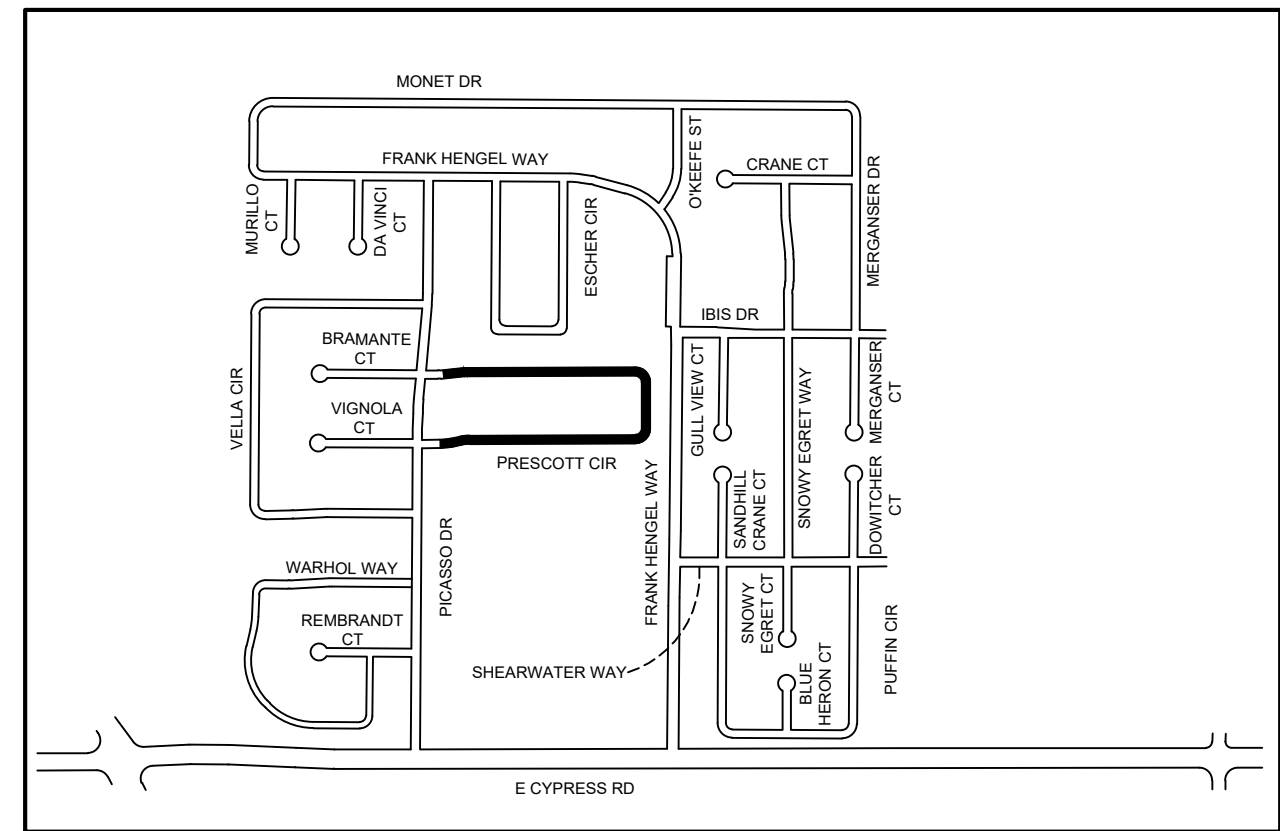 MONET DR
FRANK HENGEL WAY
O'KEEFE ST
CRANE CT
MERGANSER DR
MURILLO
CT
DA VINCI
CT
ESCHER CIR
IBIS DR
BRAMANTE
CT
VELLA CIR
VIGNOLA
CT
GULL VIEW CT
SNOWY EGRET WAY
MERGANSER
CT
PRESCOTT CIR
FRANK HENGEL WAY
SANDHILL
CRANE CT
DOWITCHER
CT
PICASSO DR
WARHOL WAY
REMBRANDT
CT
SNOWY
EGRET CT
BLUE
HERON CT
PUFFIN CIR
SHEARWATER WAY
E CYPRESS RD